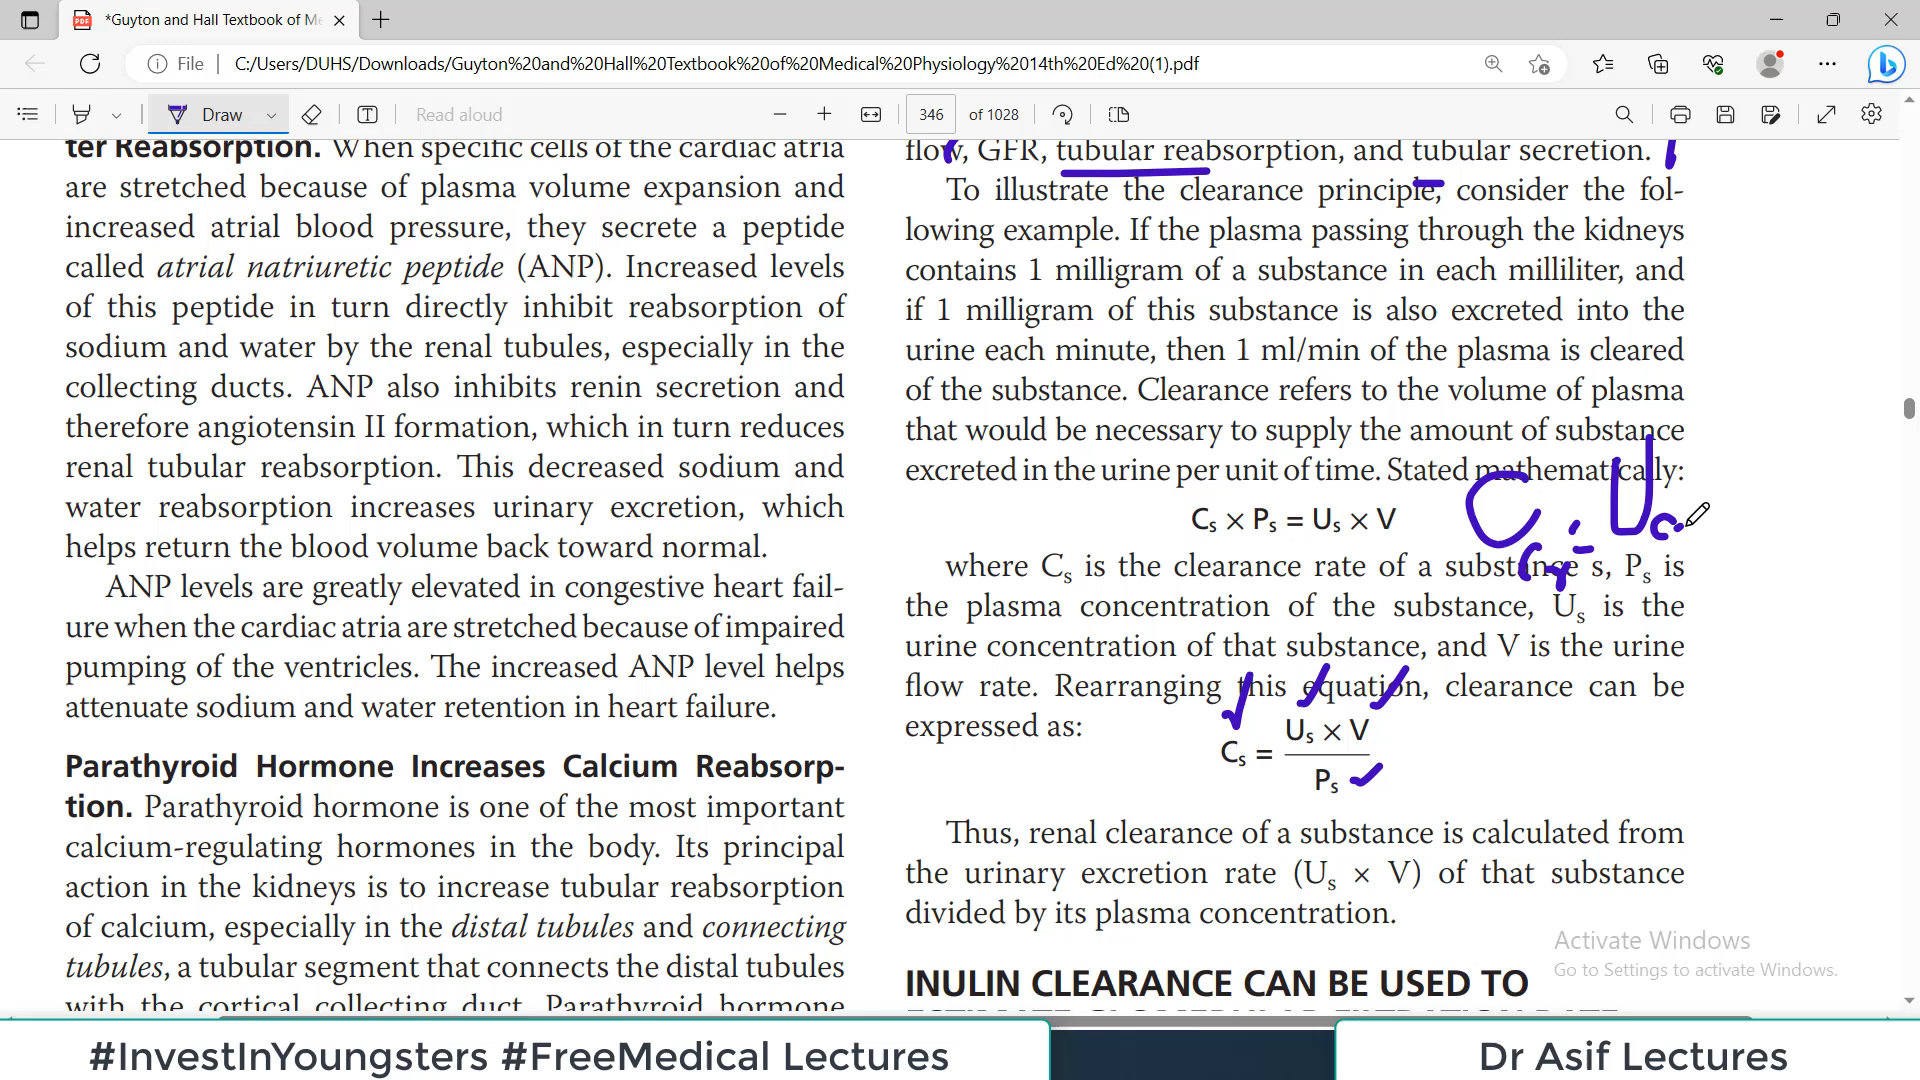 *Guyton and Hall Textbook of Me
File
C:/Users/DUHS/Downloads/Guyton%20and%20Hall%20Textbook%20of%20Medical%20Physiology%2014th%20Ed%20(1).pdf
Draw
Read aloud
346 of 1028
ter Reabsorption. When specific cells of the cardiac atria
are stretched because of plasma volume expansion and
increased atrial blood pressure, they secrete a peptide
called atrial natriuretic peptide (ANP). Increased levels
of this peptide in turn directly inhibit reabsorption of
sodium and water by the renal tubules, especially in the
collecting ducts. ANP also inhibits renin secretion and
therefore angiotensin II formation, which in turn reduces
renal tubular reabsorption. This decreased sodium and
water reabsorption increases urinary excretion, which
helps return the blood volume back toward normal.
ANP levels are greatly elevated in congestive heart fail-
ure when the cardiac atria are stretched because of impaired
pumping of the ventricles. The increased ANP level helps
attenuate sodium and water retention in heart failure.
Parathyroid Hormone Increases Calcium Reabsorp-
tion. Parathyroid hormone is one of the most important
calcium-regulating hormones in the body. Its principal
action in the kidneys is to increase tubular reabsorption
of calcium, especially in the distal tubules and connecting
tubules, a tubular segment that connects the distal tubules
with the cortical collecting duct. Parathyroid hormone
flow, GFR, tubular reabsorption, and tubular secretion.
To illustrate the clearance principle, consider the fol-
lowing example. If the plasma passing through the kidneys
contains 1 milligram of a substance in each milliliter, and
if 1 milligram of this substance is also excreted into the
urine each minute, then 1 ml/min of the plasma is cleared
of the substance. Clearance refers to the volume of plasma
that would be necessary to supply the amount of substance
excreted in the urine per unit of time. Stated mathematically:
Cs × Ps = Us × V
C cr = U c
where Cs is the clearance rate of a substance s, Ps is
the plasma concentration of the substance, Us is the
urine concentration of that substance, and V is the urine
flow rate. Rearranging this equation, clearance can be
expressed as:
Us × V
Cs =
Ps
Thus, renal clearance of a substance is calculated from
the urinary excretion rate (Us × V) of that substance
divided by its plasma concentration.
INULIN CLEARANCE CAN BE USED TO
Activate Windows
Go to Settings to activate Windows.
#InvestInYoungsters #FreeMedical Lectures
Dr Asif Lectures